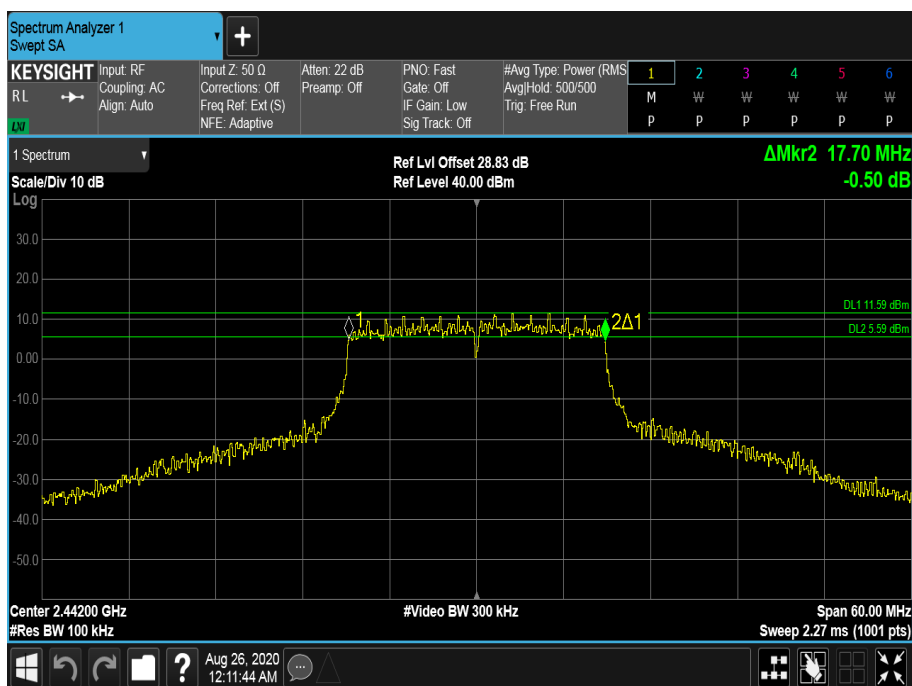 Spectrum Analyzer 1
Swept SA
+
KEYSIGHT Input: RF Input Z: 50 Ω Atten: 22 dB PNO: Fast #Avg Type: Power (RMS 1 2 3 4 5 6
RL Coupling: AC Corrections: Off Preamp: Off Gate: Off Avg|Hold: 500/500 M W W W W W
Align: Auto Freq Ref: Ext (S) IF Gain: Low Trig: Free Run
LXI NFE: Adaptive Sig Track: Off P P P P P P
1 Spectrum Ref Lvl Offset 28.83 dB ΔMkr2 17.70 MHz
Scale/Div 10 dB Ref Level 40.00 dBm -0.50 dB
Log
30.0
20.0
DL1 11.59 dBm
10.0 1 2Δ1
DL2 5.59 dBm
0.00
-10.0
-20.0
-30.0
-40.0
-50.0
Center 2.44200 GHz #Video BW 300 kHz Span 60.00 MHz
#Res BW 100 kHz Sweep 2.27 ms (1001 pts)
? Aug 26, 2020
12:11:44 AM